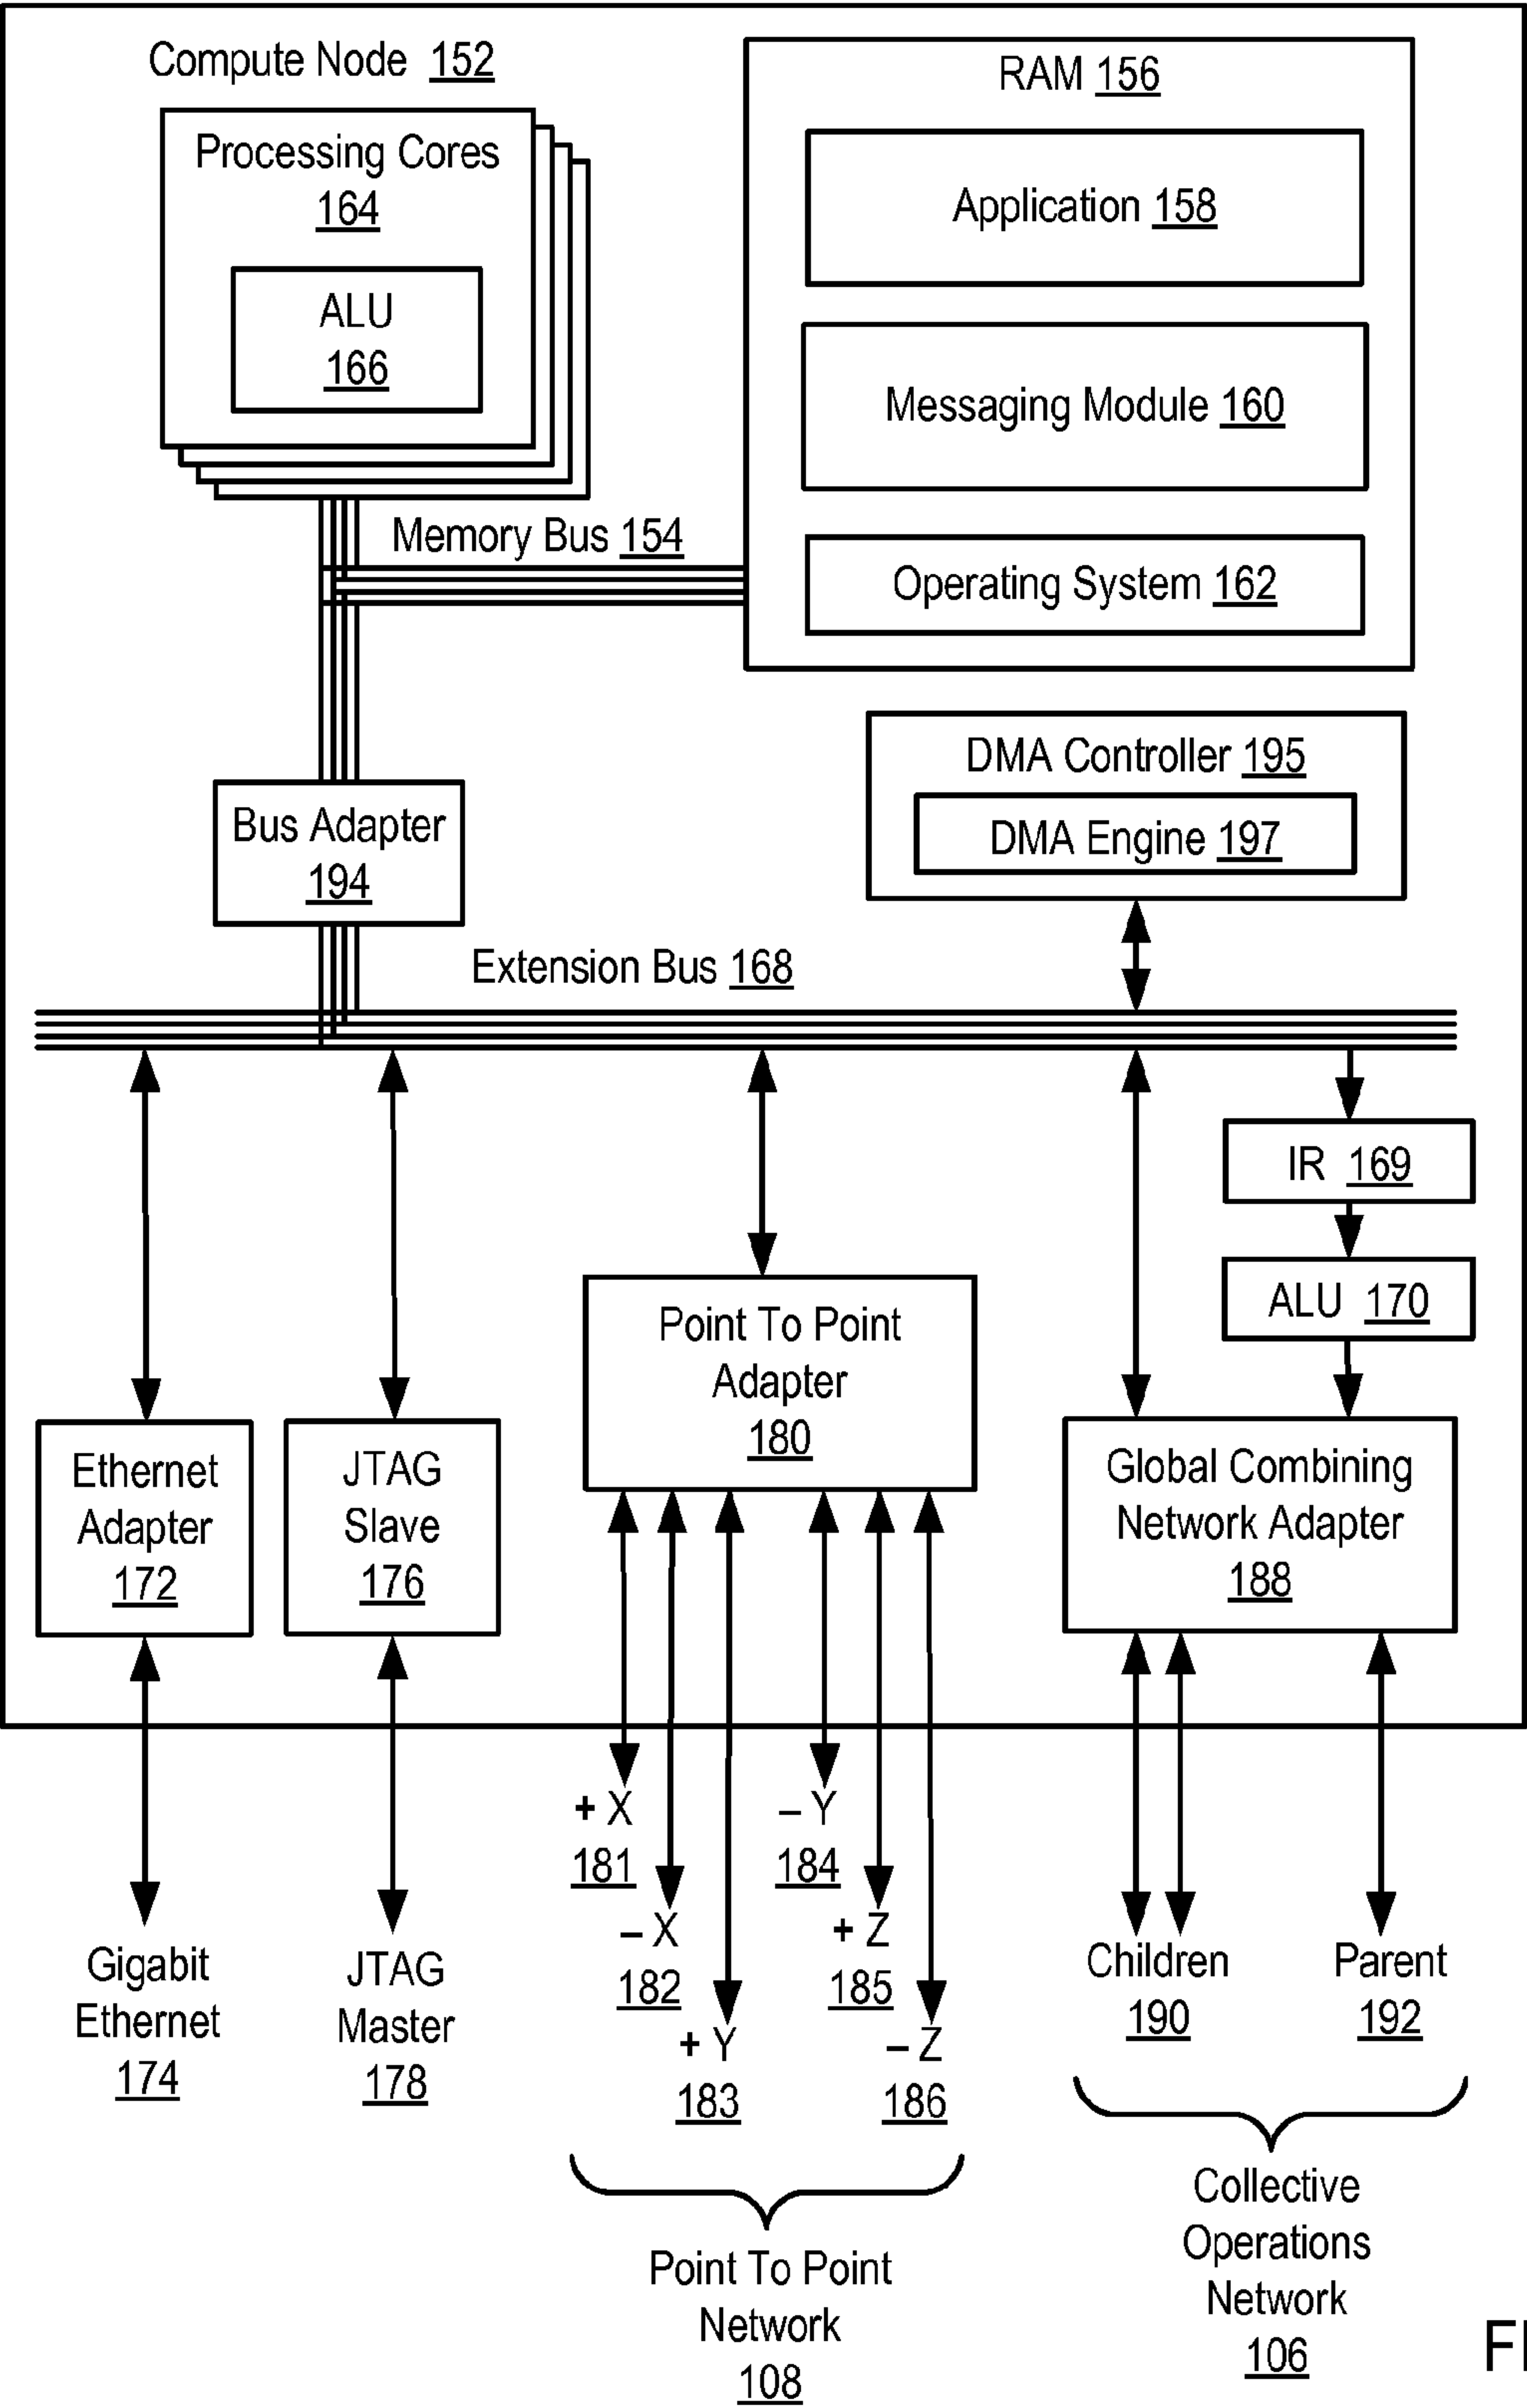 Compute Node 152
Processing Cores
164
ALU
166
RAM 156
Application 158
Messaging Module 160
Operating System 162
Memory Bus 154
DMA Controller 195
DMA Engine 197
Bus Adapter
194
Extension Bus 168
IR 169
ALU 170
Point To Point
Adapter
180
Ethernet
Adapter
172
JTAG
Slave
176
Global Combining
Network Adapter
188
+ X
181
– X
182
+ Y
183
– Y
184
+ Z
185
– Z
186
Gigabit
Ethernet
174
JTAG
Master
178
Children
190
Parent
192
Point To Point
Network
108
Collective
Operations
Network
106